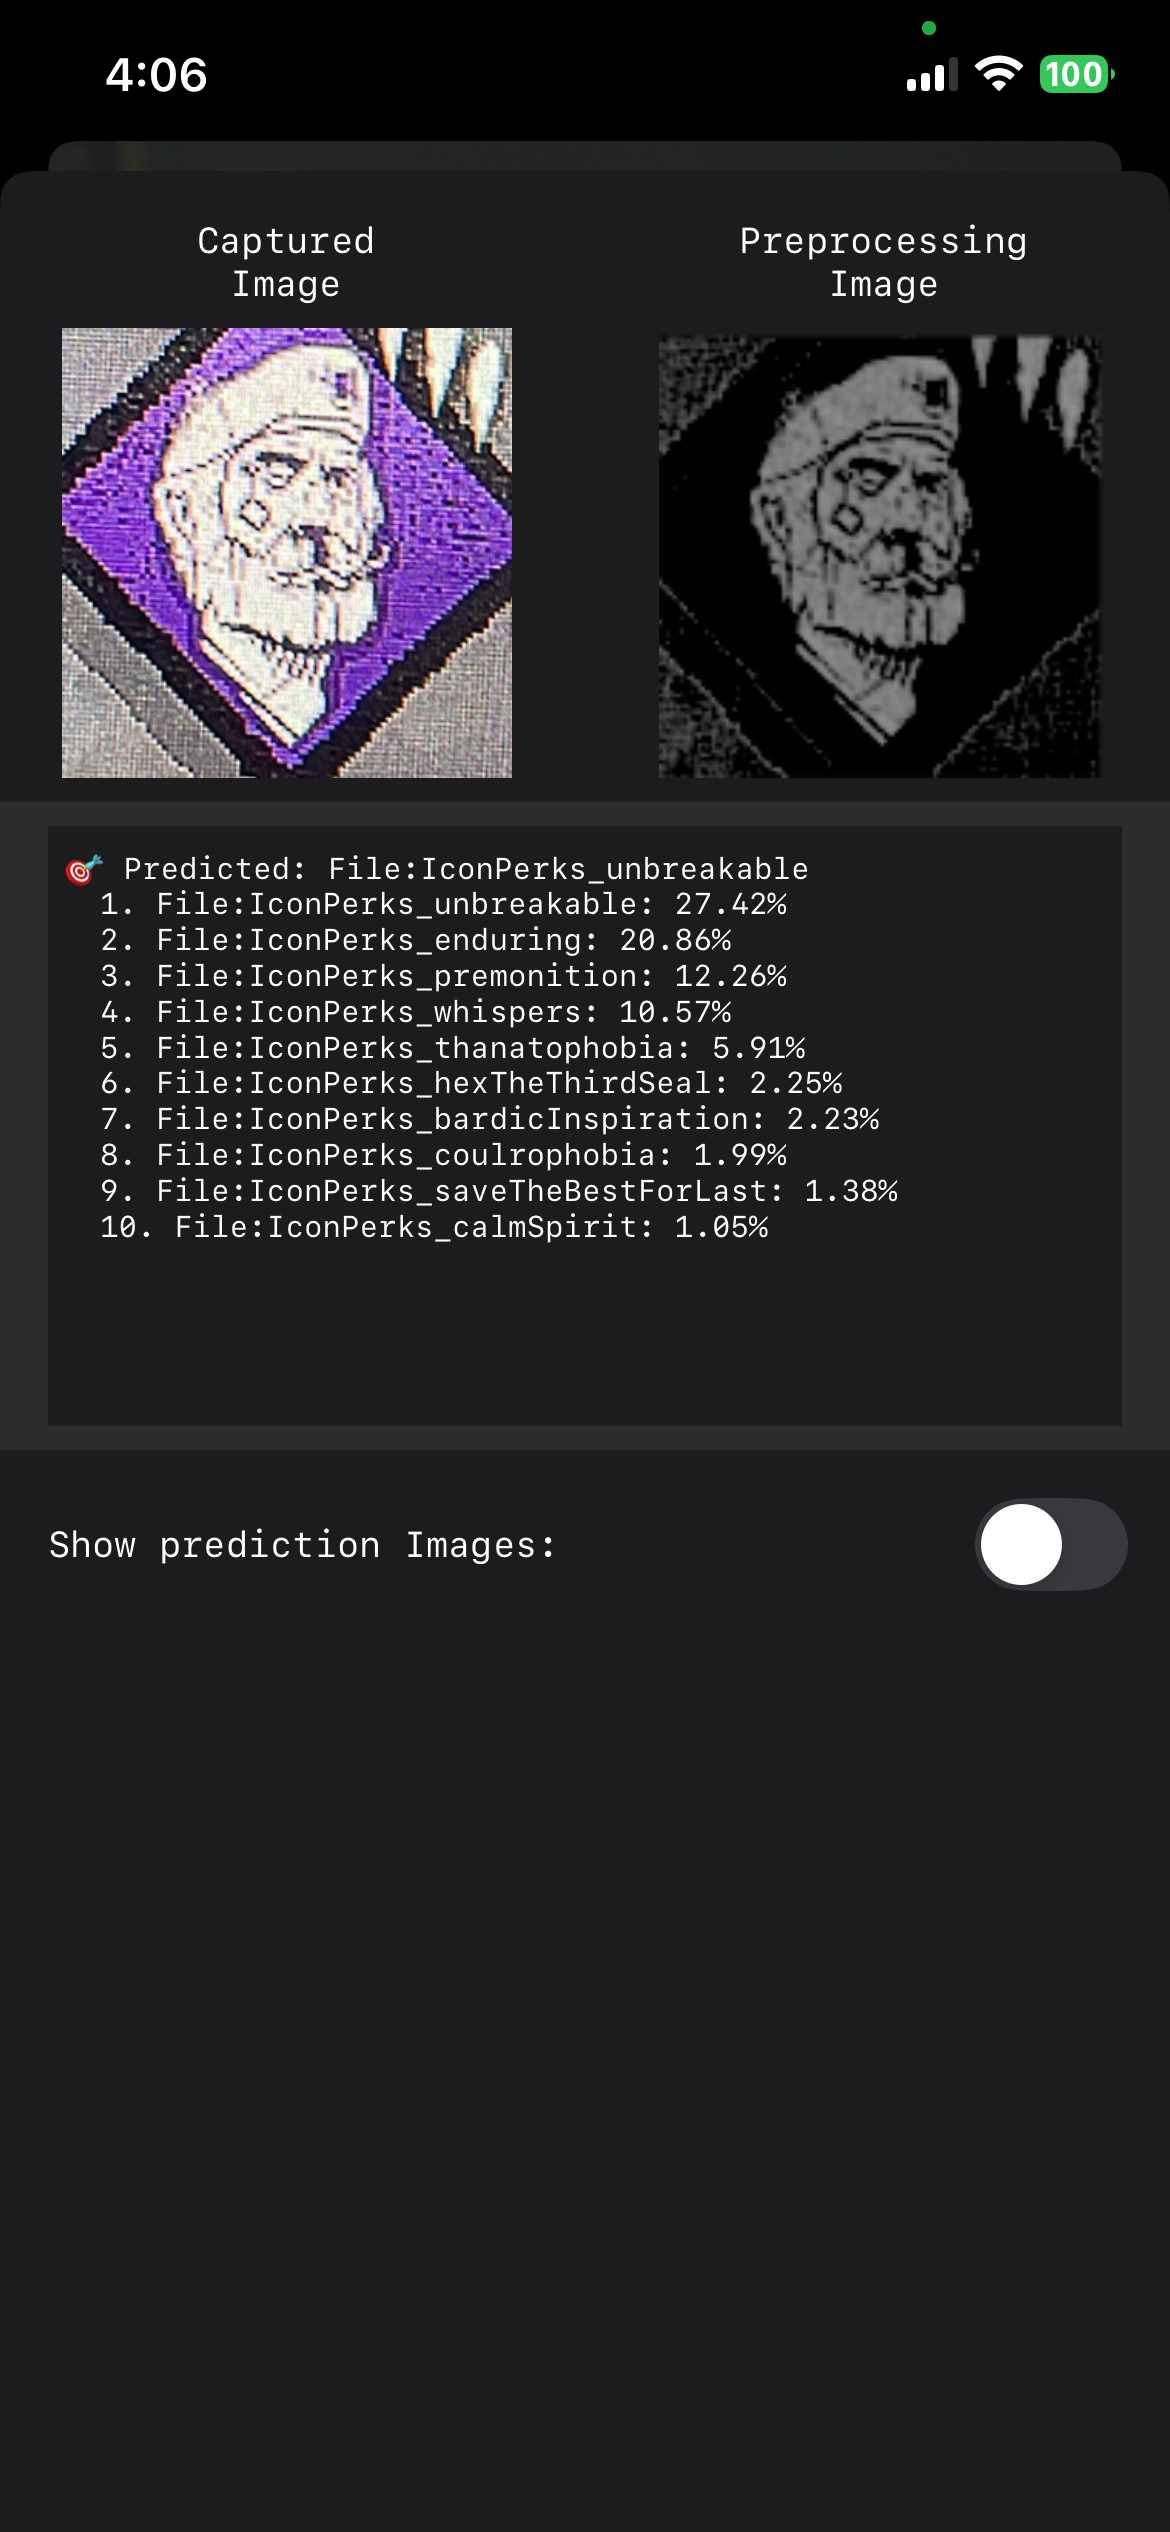 4:06
100
Captured
Image
Preprocessing
Image
🎯 Predicted: File:IconPerks_unbreakable
1. File:IconPerks_unbreakable: 27.42%
2. File:IconPerks_enduring: 20.86%
3. File:IconPerks_premonition: 12.26%
4. File:IconPerks_whispers: 10.57%
5. File:IconPerks_thanatophobia: 5.91%
6. File:IconPerks_hexTheThirdSeal: 2.25%
7. File:IconPerks_bardicInspiration: 2.23%
8. File:IconPerks_coulrophobia: 1.99%
9. File:IconPerks_saveTheBestForLast: 1.38%
10. File:IconPerks_calmSpirit: 1.05%
Show prediction Images: